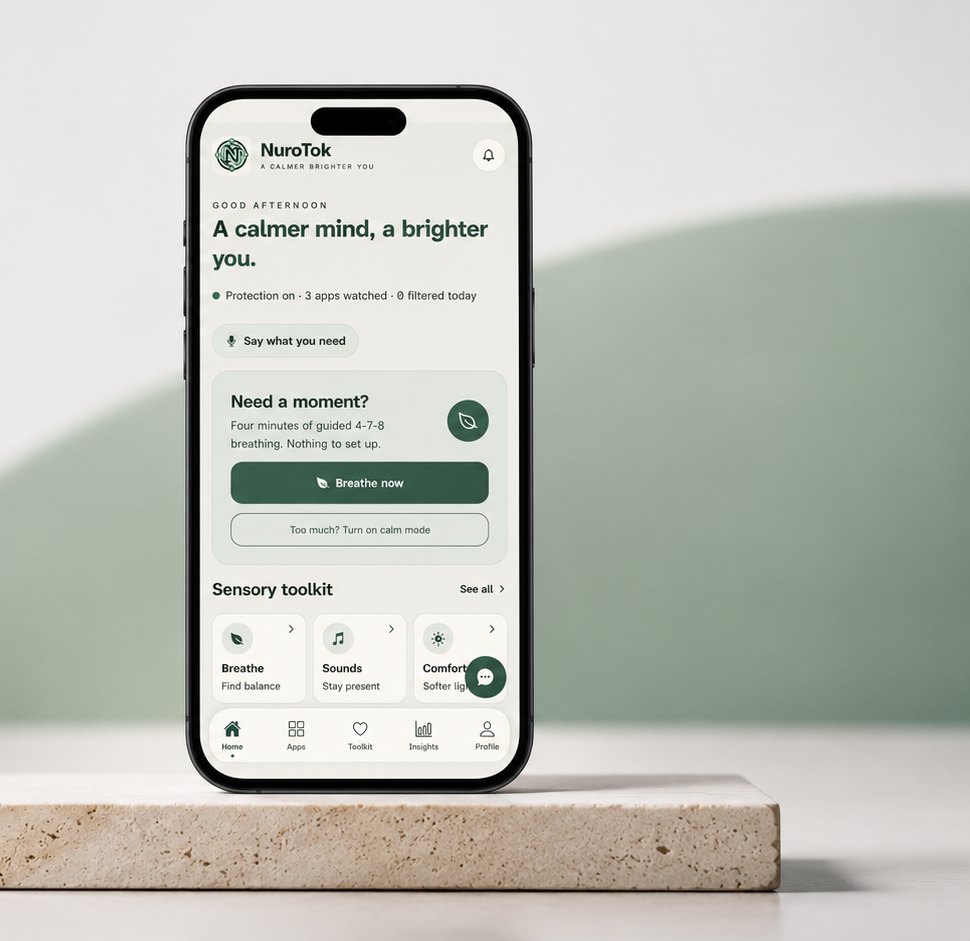 NuroTok
A CALMER BRIGHTER YOU
GOOD AFTERNOON
A calmer mind, a brighter
you.
Protection on · 3 apps watched · 0 filtered today
Say what you need
Need a moment?
Four minutes of guided 4-7-8
breathing. Nothing to set up.
Breathe now
Too much? Turn on calm mode
Sensory toolkit
See all
Breathe
Find balance
Sounds
Stay present
Comfort
Softer
Home
Apps
Toolkit
Insights
Profile